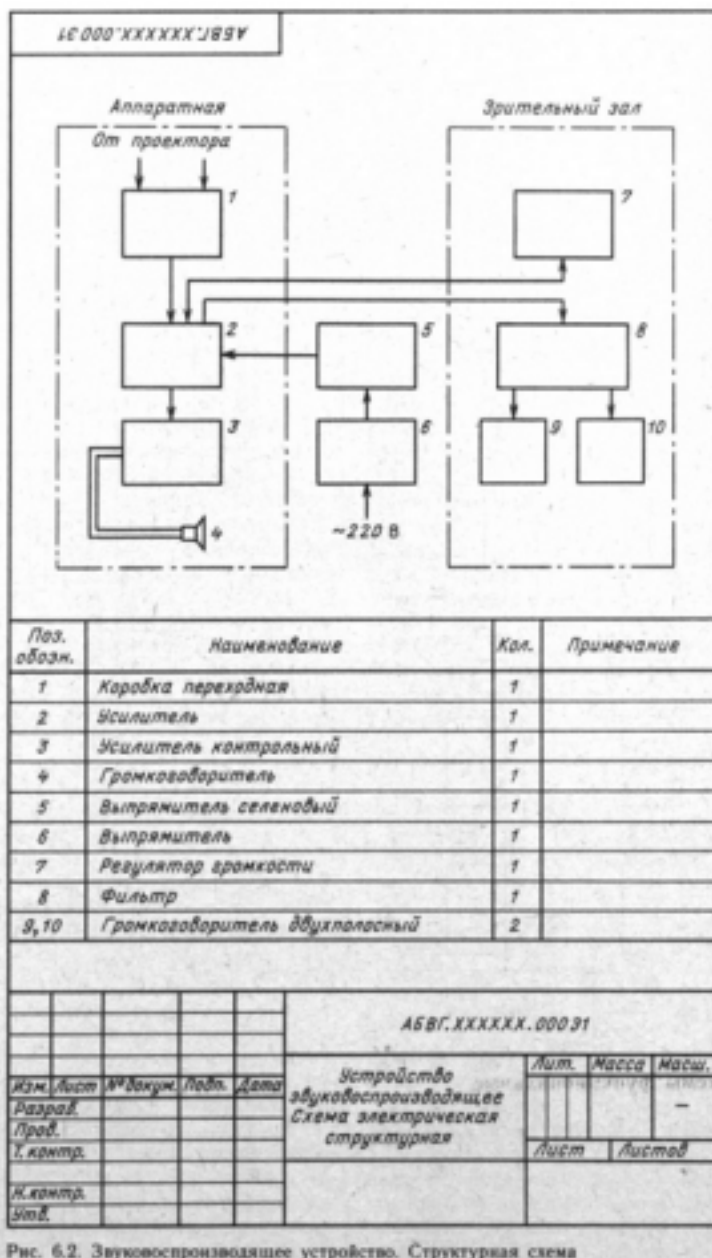 АБВГ.XXXXXX.000 Э1
Аппаратная
Зрительный зал
От проектора
1
7
2
5
8
3
6
9
10
4
~220 В
Поз. обозн.
Наименование
Кол.
Примечание
1 Коробка переходная 1
2 Усилитель 1
3 Усилитель контрольный 1
4 Громкоговоритель 1
5 Выпрямитель селеновый 1
6 Выпрямитель 1
7 Регулятор громкости 1
8 Фильтр 1
9,10 Громкоговоритель двухполосный 2
АБВГ.XXXXXX.000 Э1
Изм. Лист № докум. Подп. Дата
Устройство
звуковоспроизводящее
Схема электрическая
структурная
Лит. Масса Масш.
–
Разраб.
Пров.
Т. контр.
Лист Листов
Н. контр.
Утв.
Рис. 6.2. Звуковоспроизводящее устройство. Структурная схема